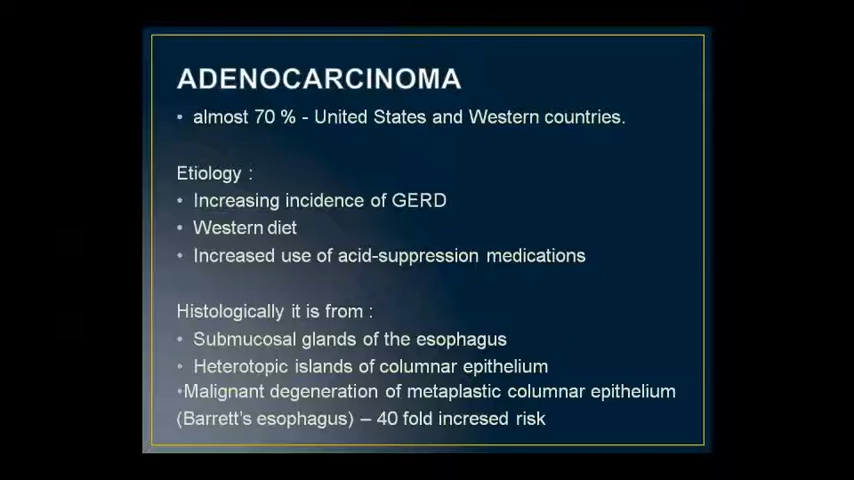 ADENOCARCINOMA
• almost 70 % - United States and Western countries.
Etiology :
• Increasing incidence of GERD
• Western diet
• Increased use of acid-suppression medications
Histologically it is from :
• Submucosal glands of the esophagus
• Heterotopic islands of columnar epithelium
•Malignant degeneration of metaplastic columnar epithelium
(Barrett's esophagus) – 40 fold incresed risk